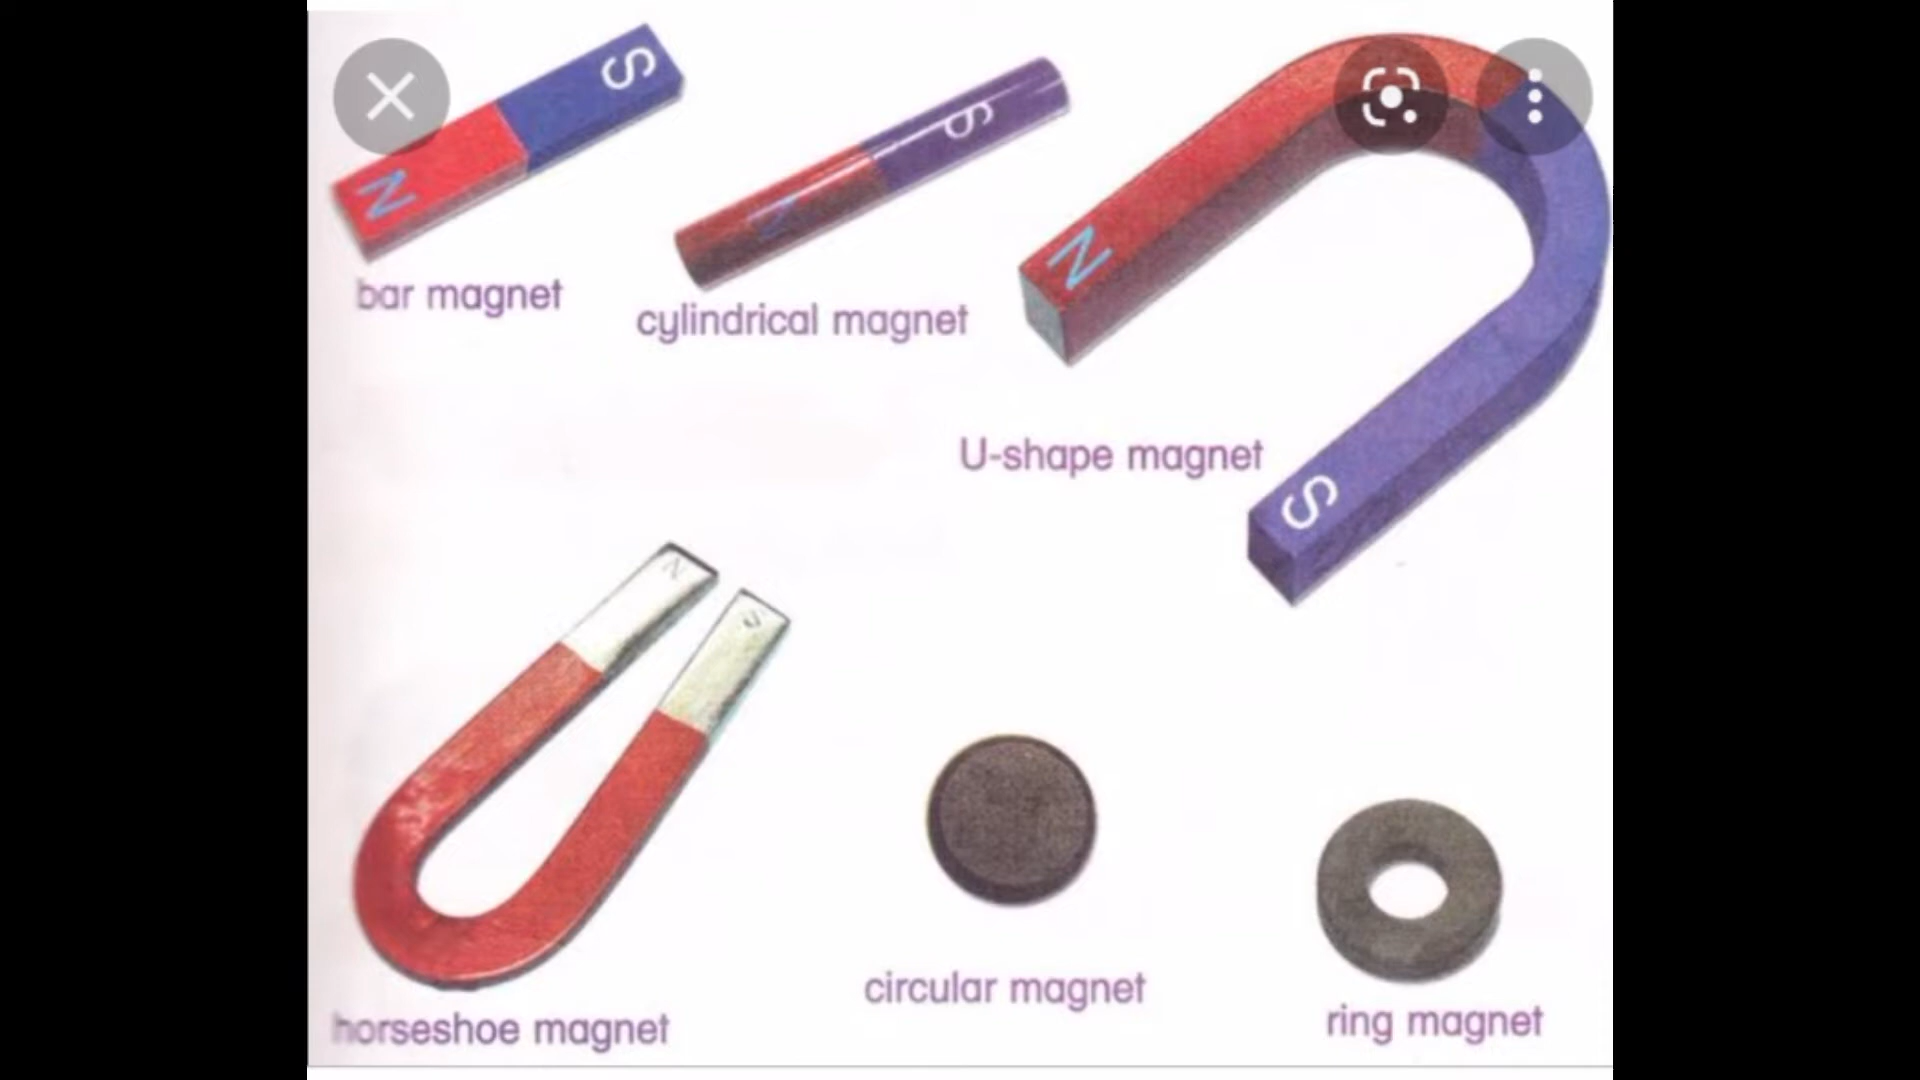 N
S
bar magnet
N
S
cylindrical magnet
N
S
U-shape magnet
N
S
horseshoe magnet
circular magnet
ring magnet